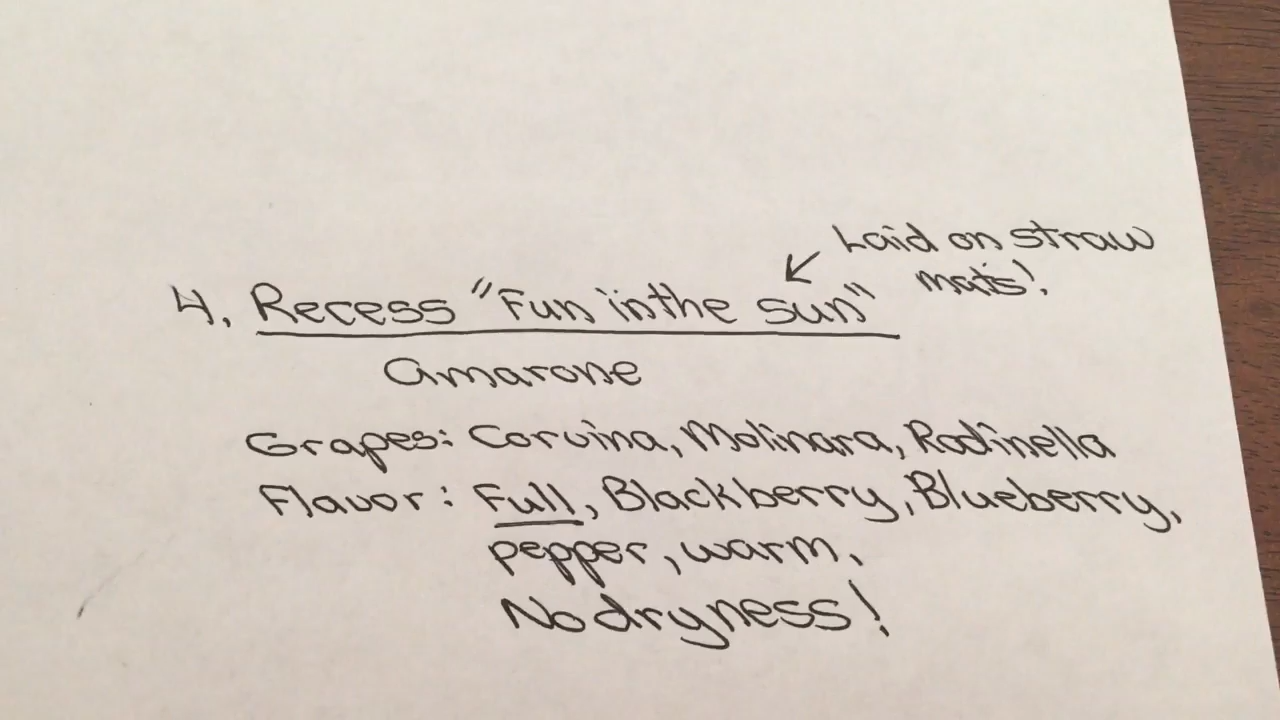 Laid on straw
mats!
4. Recess "Fun in the sun"
Amarone
Grapes: Corvina, Molinara, Rodinella
Flavor: Full, Blackberry, Blueberry,
pepper, warm,
No dryness!